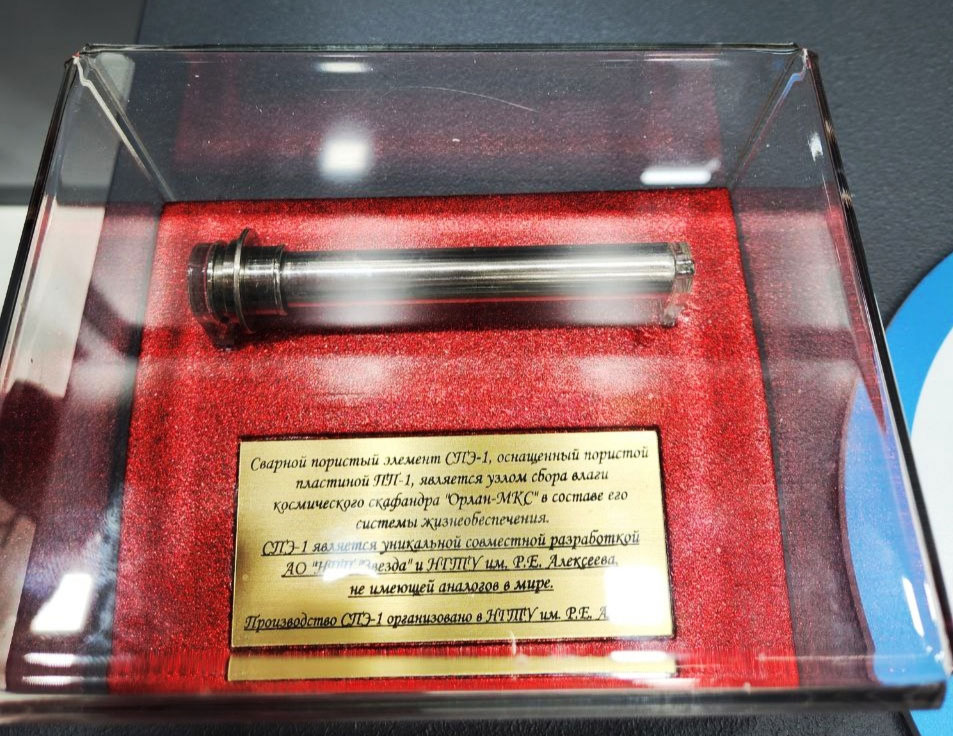 Сварной пористый элемент СПЭ-1, оснащенный пористой
пластиной ПП-1, является узлом сбора влаги
космического скафандра "Орлан-МКС" в составе его
системы жизнеобеспечения.
СПЭ-1 является уникальной совместной разработкой
АО "НПП "Звезда" и НГТУ им. Р.Е. Алексеева,
не имеющей аналогов в мире.
Производство СПЭ-1 организовано в НГТУ им. Р.Е. А